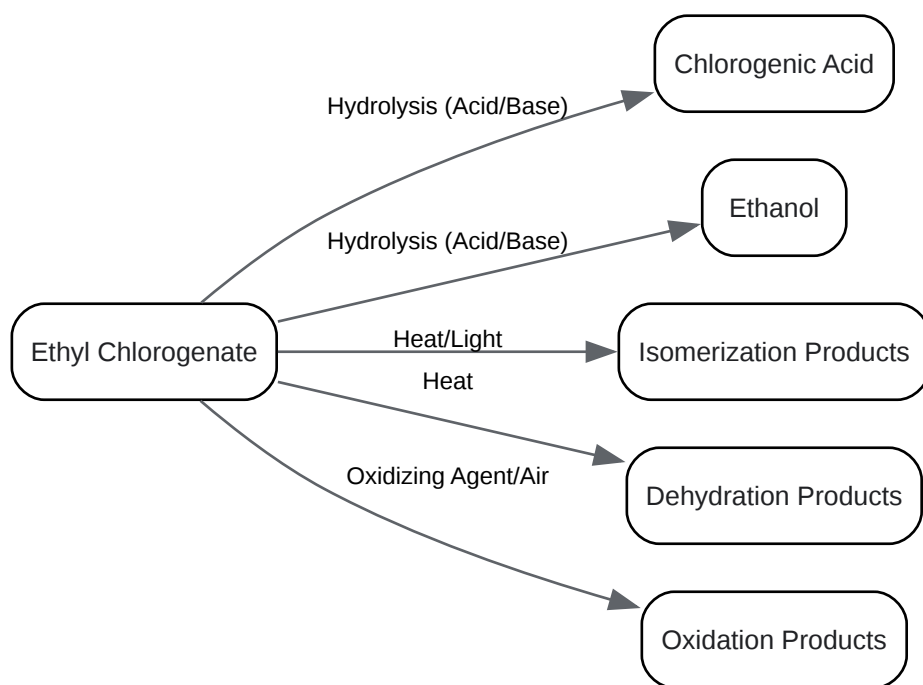 Chlorogenic Acid
Hydrolysis (Acid/Base)
Ethanol
Hydrolysis (Acid/Base)
Ethyl Chlorogenate
Heat/Light
Isomerization Products
Heat
Oxidizing Agent/Air
Dehydration Products
Oxidation Products